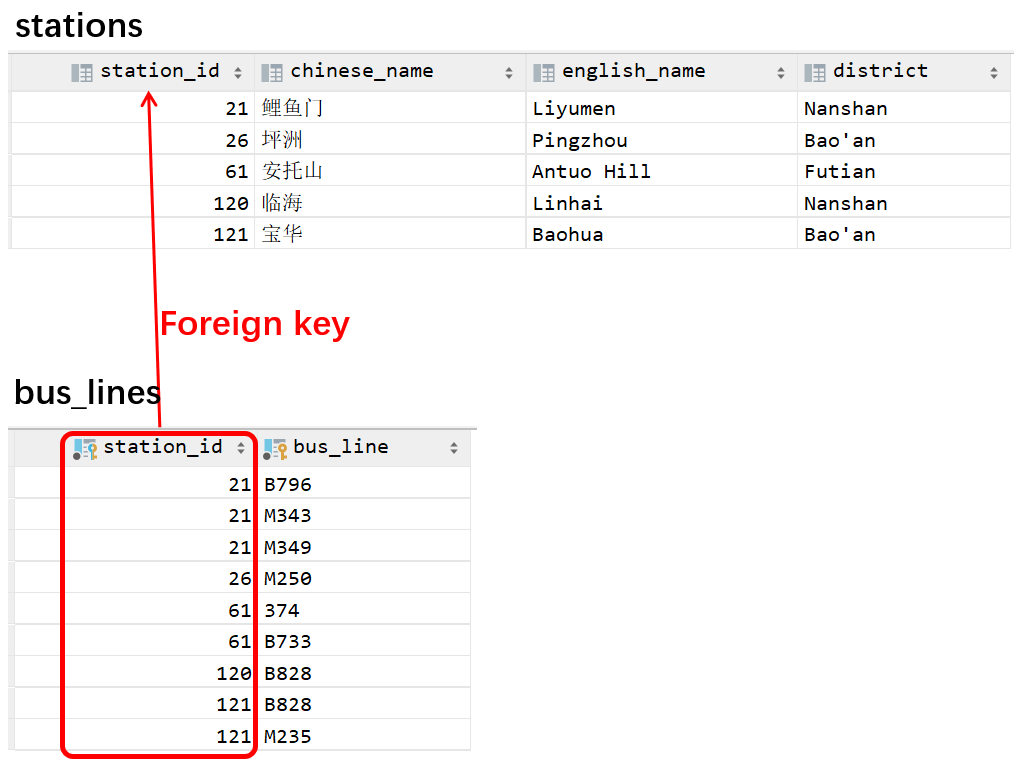 stations
station_id chinese_name english_name district
21 鲤鱼门 Liyumen Nanshan
26 坪洲 Pingzhou Bao'an
61 安托山 Antuo Hill Futian
120 临海 Linhai Nanshan
121 宝华 Baohua Bao'an
Foreign key
bus_lines
station_id bus_line
21 B796
21 M343
21 M349
26 M250
61 374
61 B733
120 B828
121 B828
121 M235